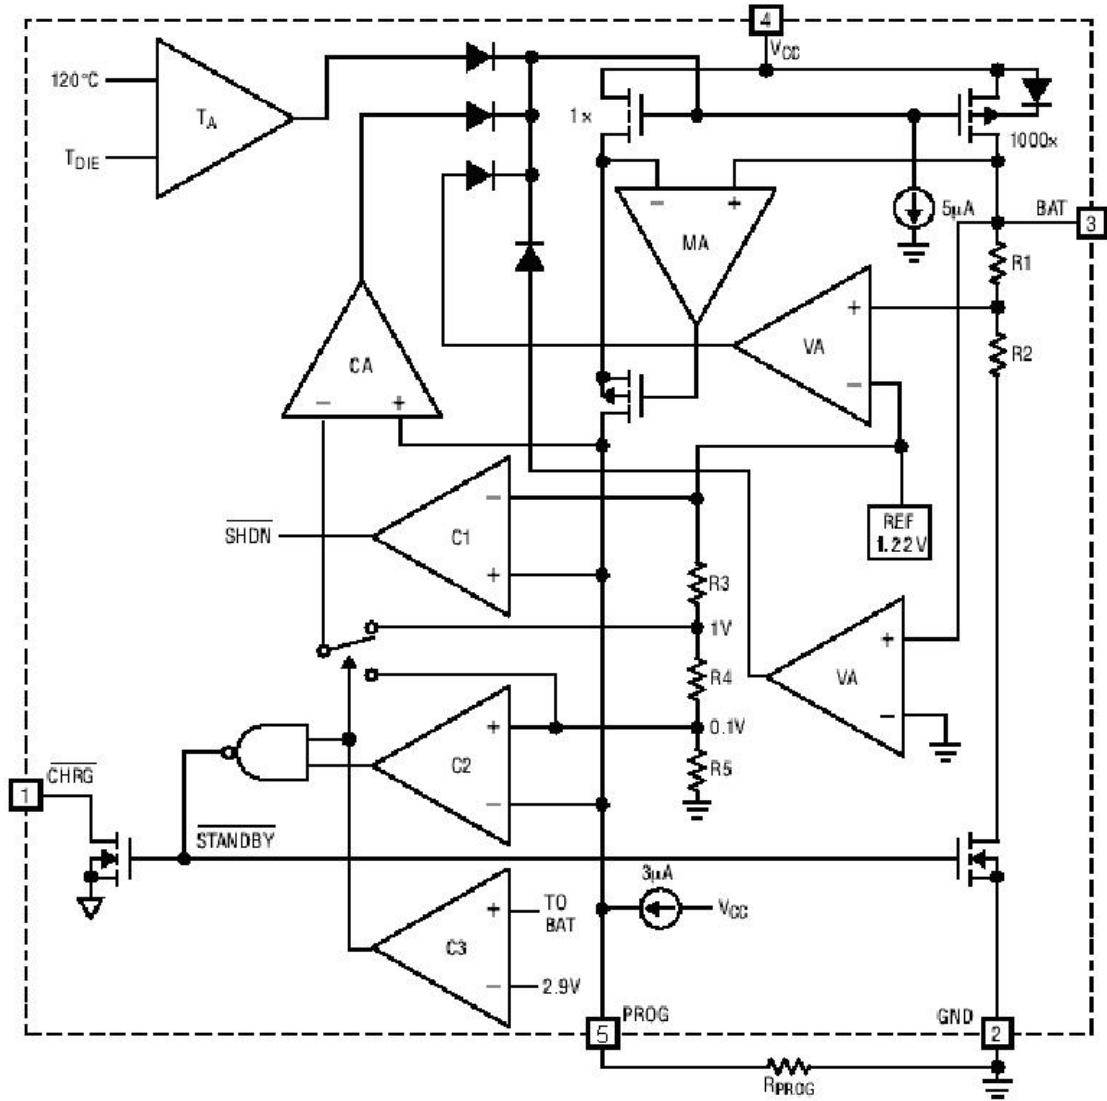 4
VCC
120°C
TA
TDIE
1×
1000×
5µA
BAT
3
−
+
MA
R1
+
VA
−
R2
CA
−
+
REF
1.22V
SHDN
−
C1
+
R3
1V
R4
0.1V
R5
+
VA
−
+
C2
−
CHRG
1
STANDBY
3µA
VCC
+
TO
BAT
C3
−
2.9V
PROG
5
GND
2
RPROG